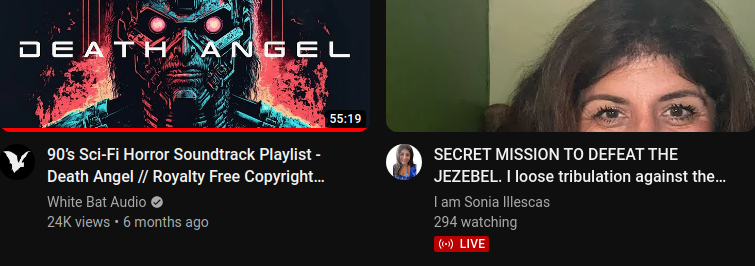 DEATH ANGEL
55:19
90's Sci-Fi Horror Soundtrack Playlist -
Death Angel // Royalty Free Copyright...
White Bat Audio
24K views • 6 months ago
SECRET MISSION TO DEFEAT THE
JEZEBEL. I loose tribulation against the...
I am Sonia Illescas
294 watching
LIVE